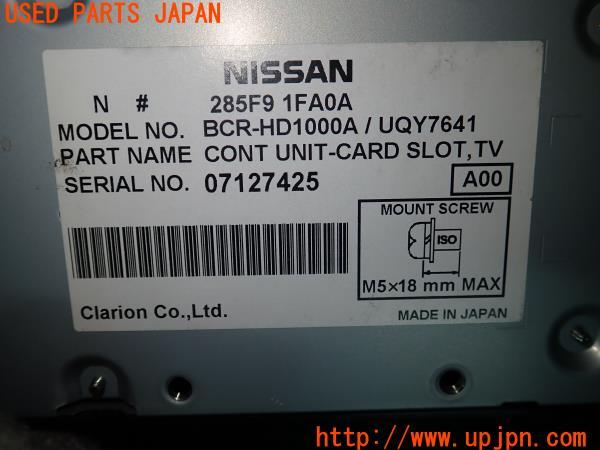 USED PARTS JAPAN
NISSAN
N # 285F9 1FA0A
MODEL NO. BCR-HD1000A / UQY7641
PART NAME CONT UNIT-CARD SLOT,TV
SERIAL NO. 07127425
A00
MOUNT SCREW
ISO
M5×18 mm MAX
Clarion Co.,Ltd.
MADE IN JAPAN
http://www.upjpn.com/